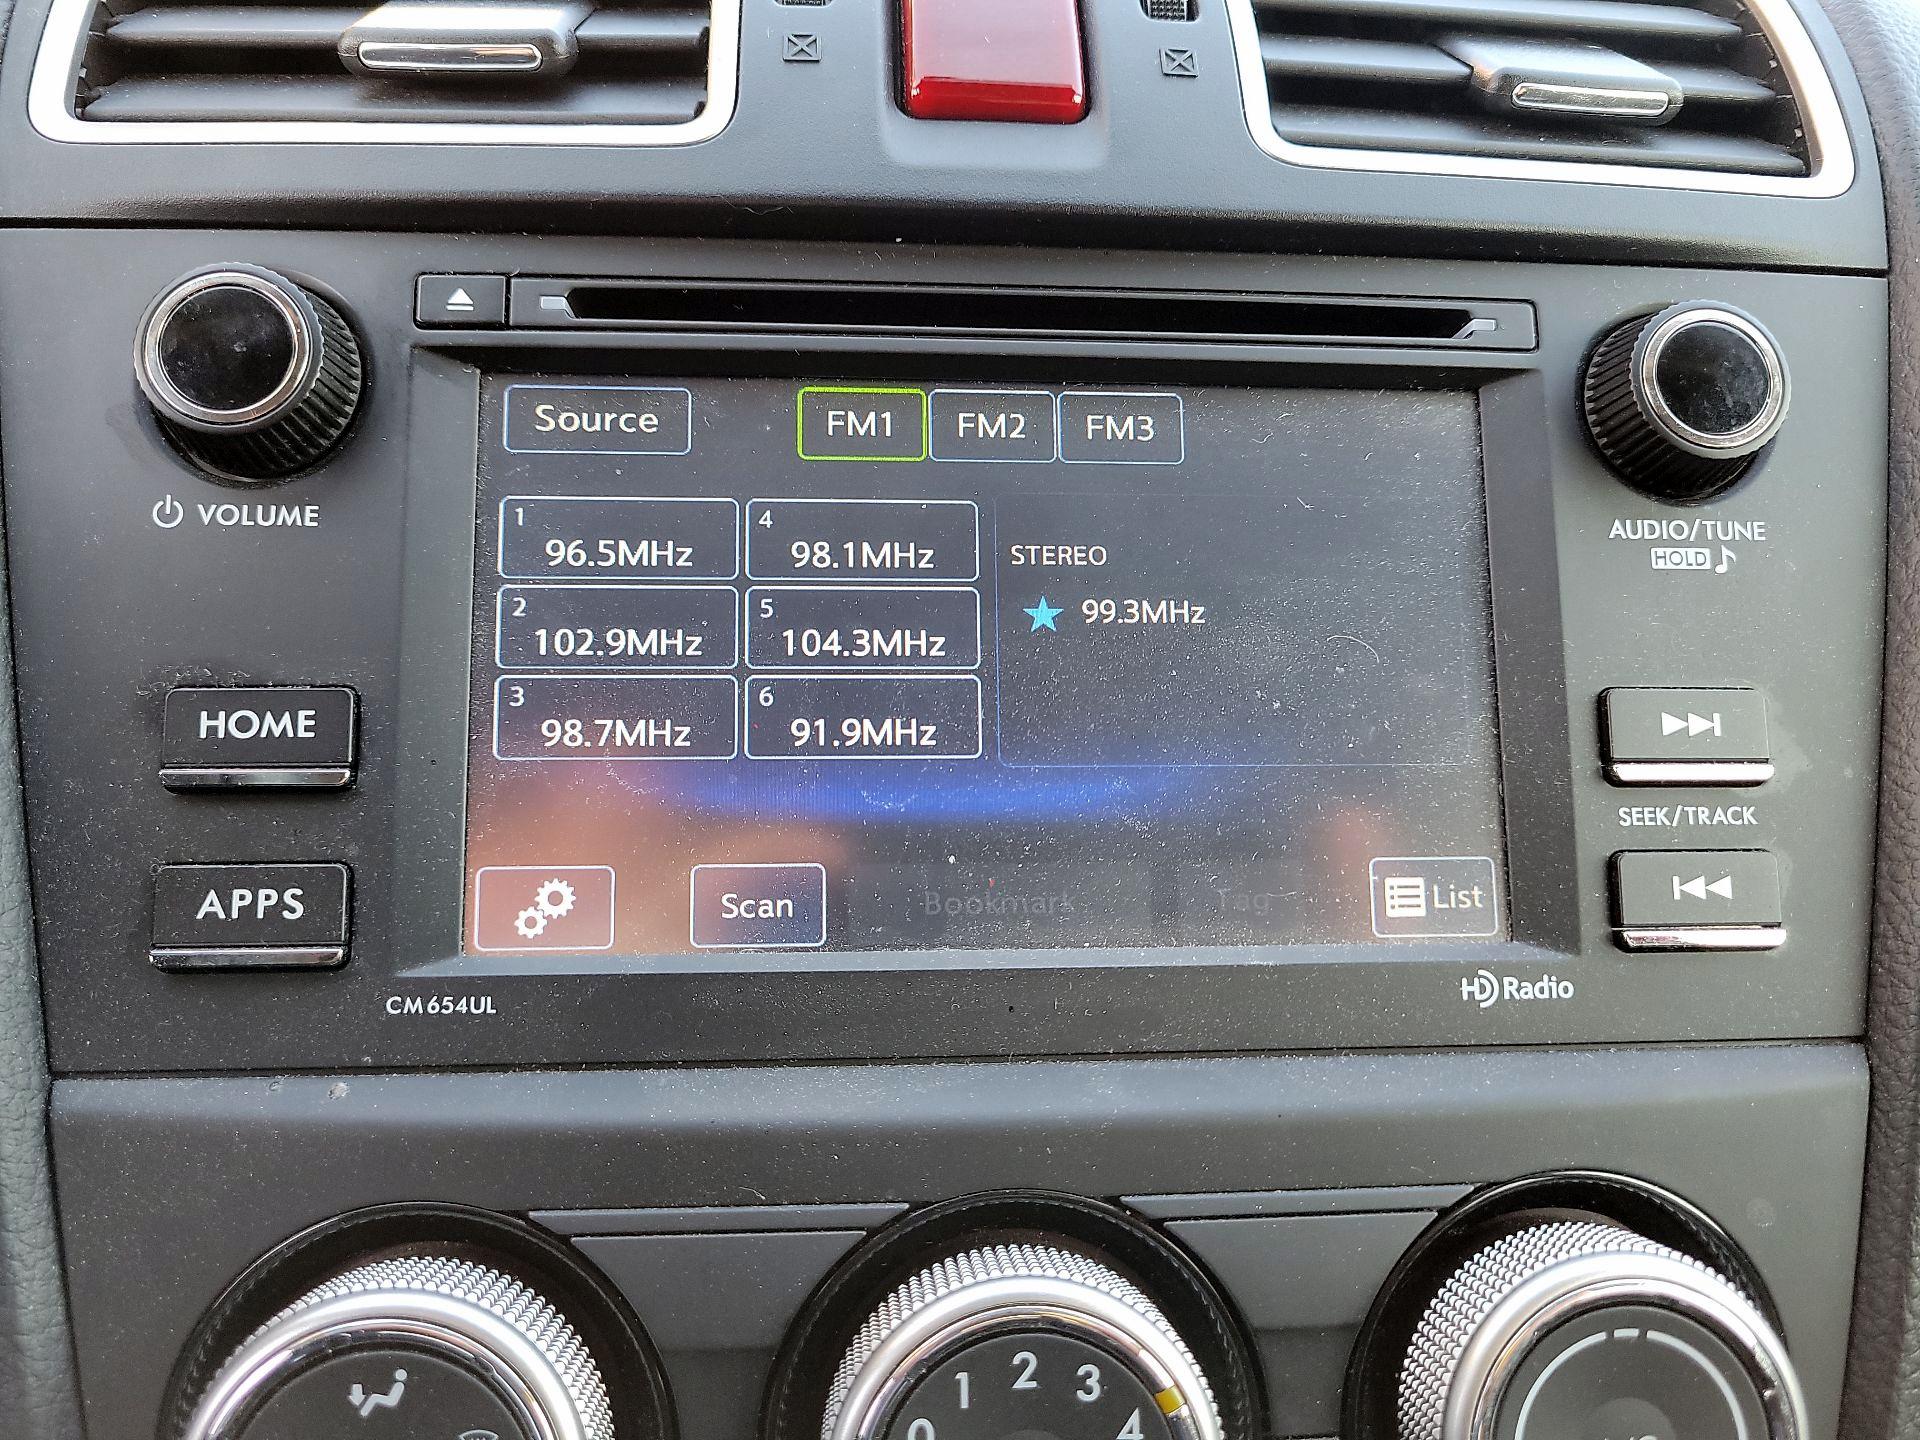 Source
FM1 FM2 FM3
VOLUME
AUDIO/TUNE
HOLD
1
96.5MHz
4
98.1MHz
STEREO
2
102.9MHz
5
104.3MHz
99.3MHz
3
98.7MHz
6
91.9MHz
HOME
SEEK/TRACK
APPS
Scan
Bookmark
Tag
List
CM654UL
HD Radio
0 1 2 3 4